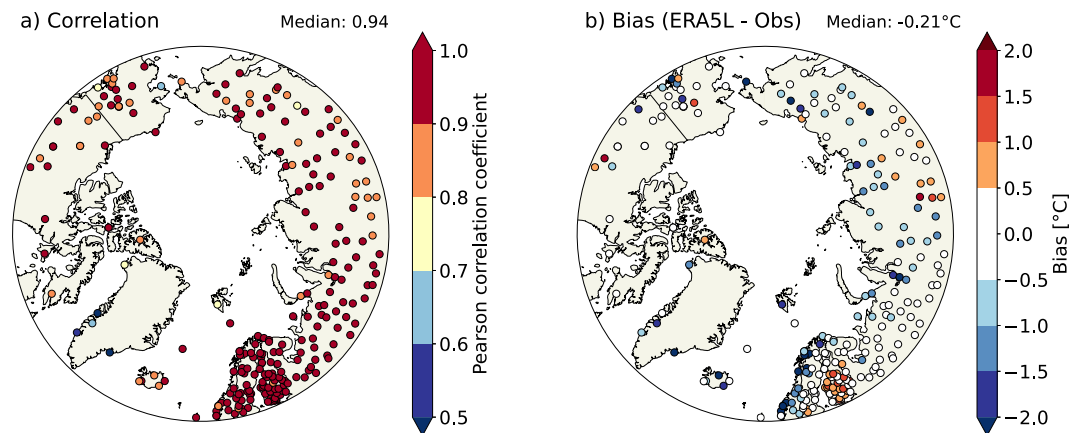 a) Correlation
Median: 0.94
1.0
0.9
0.8
0.7
0.6
0.5
Pearson correlation coefficient
b) Bias (ERA5L - Obs)
Median: -0.21°C
2.0
1.5
1.0
0.5
0.0
−0.5
−1.0
−1.5
−2.0
Bias [°C]